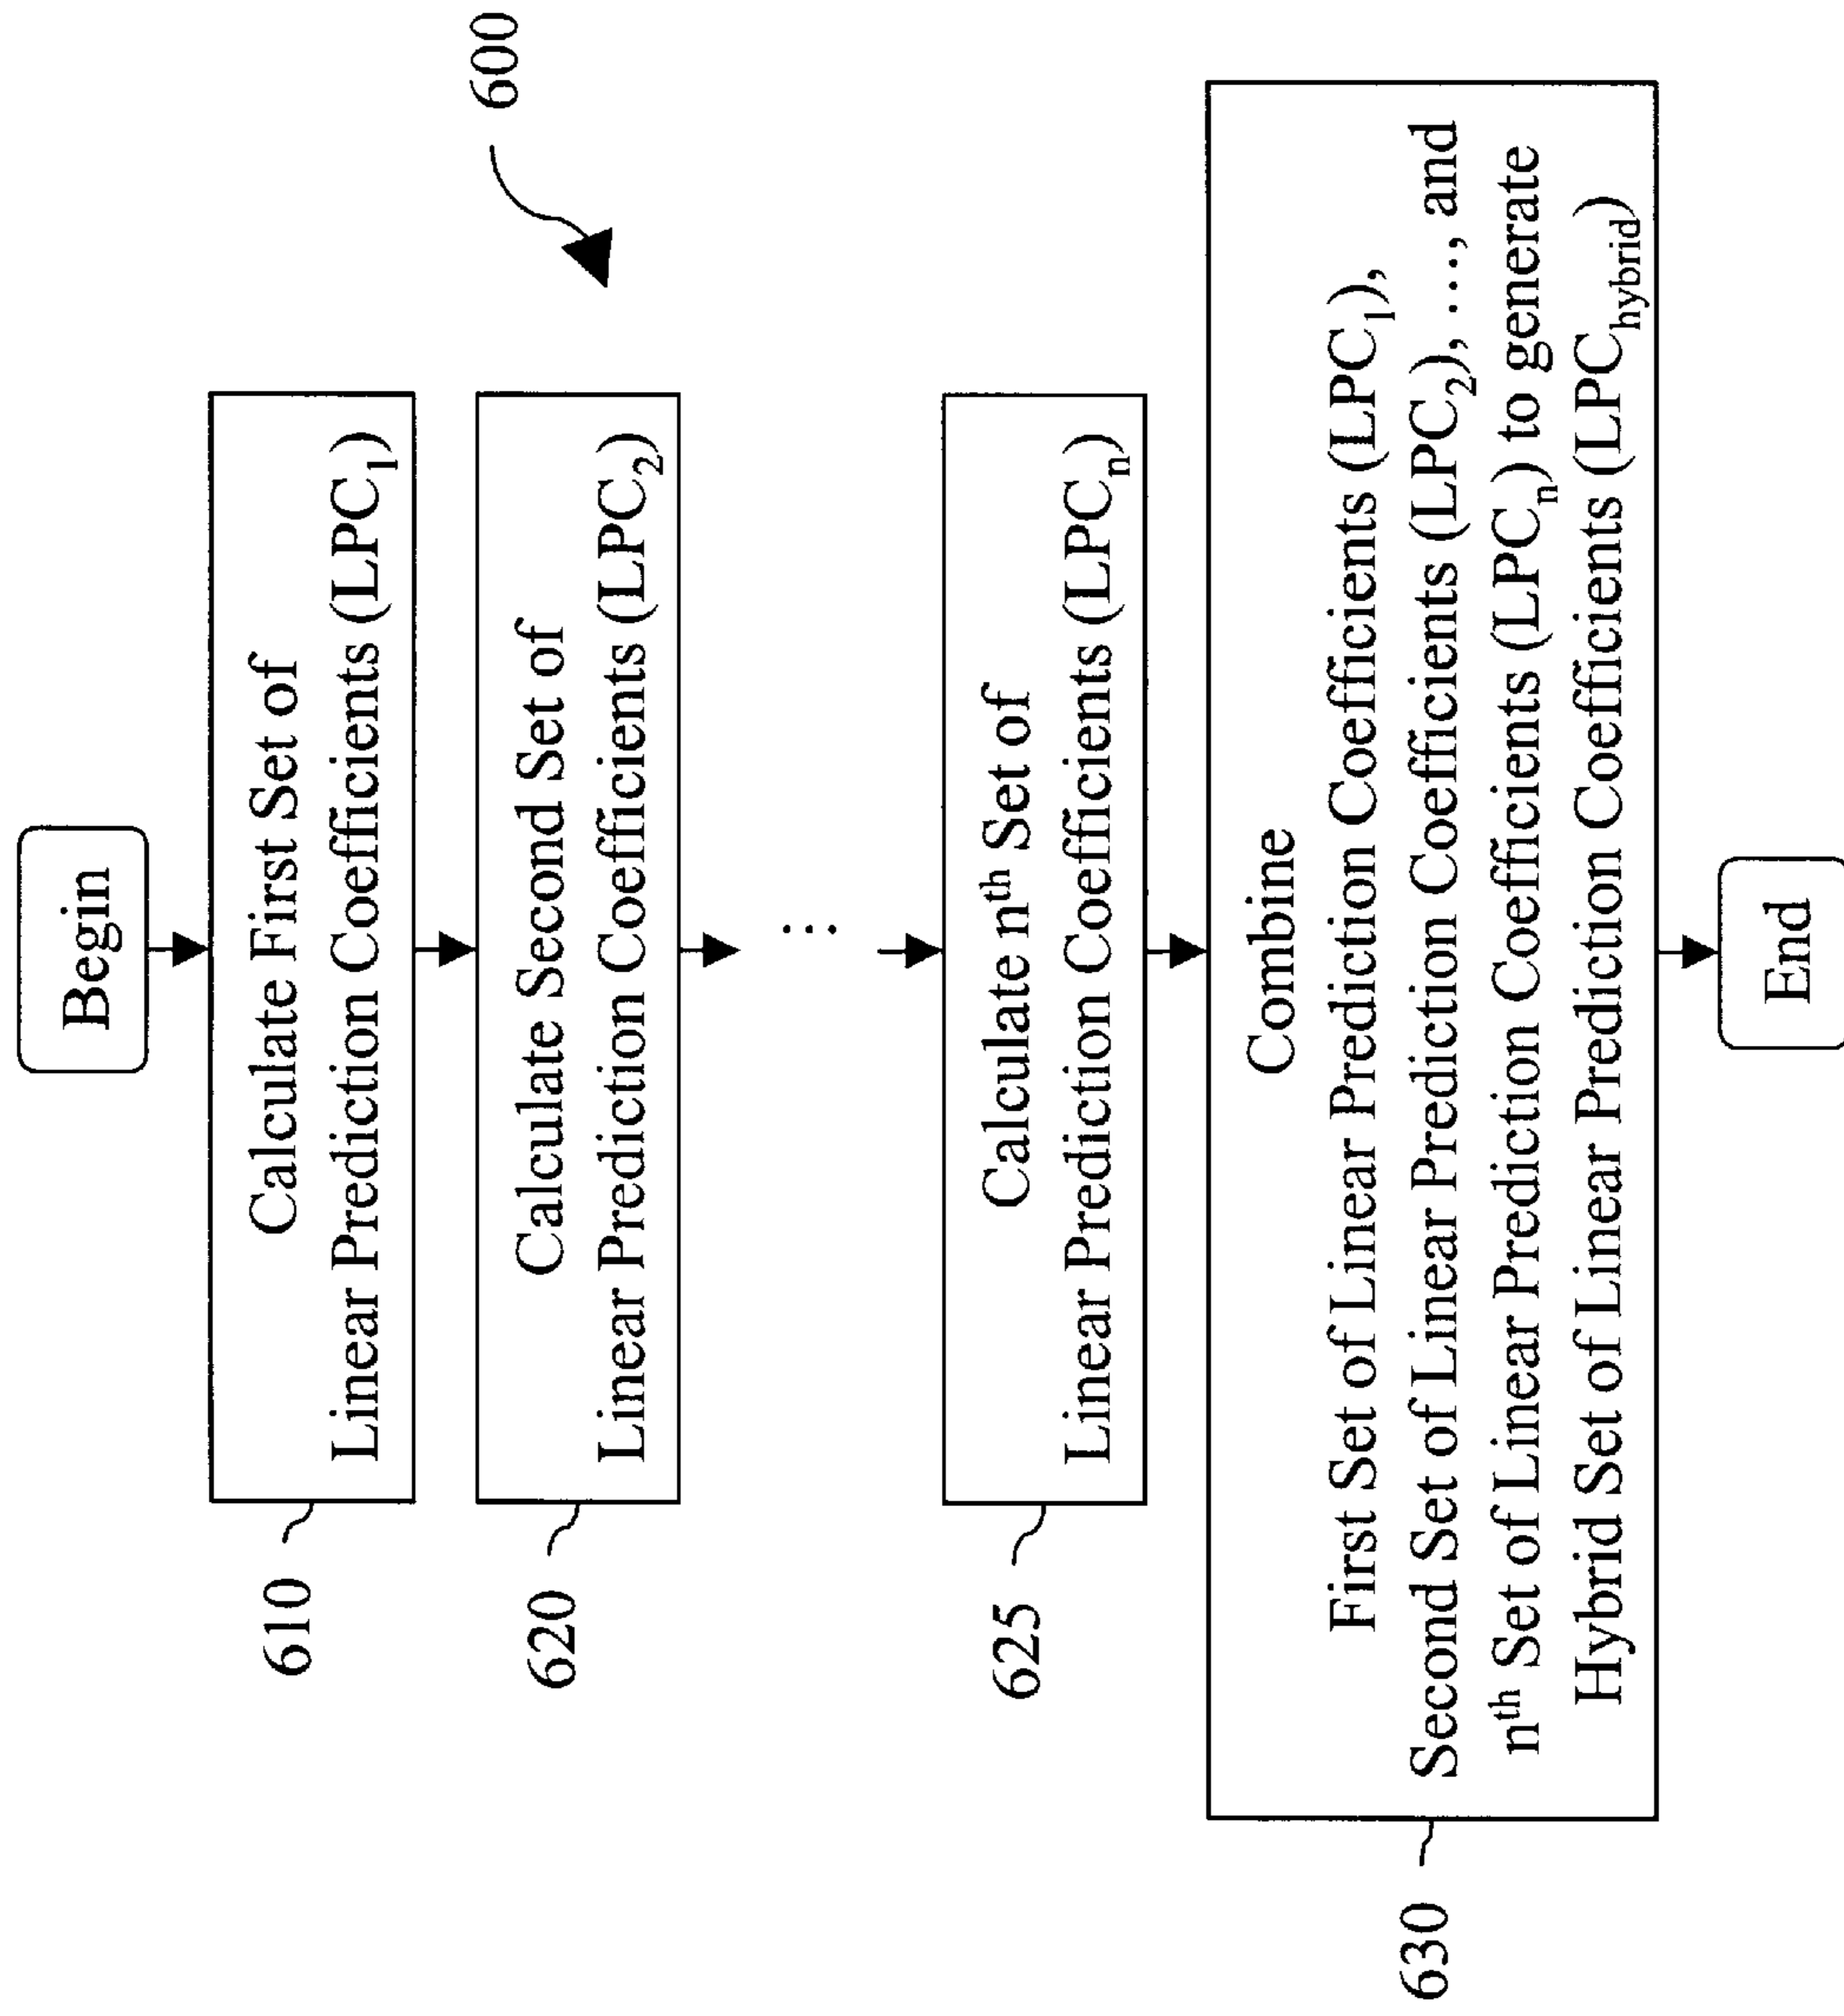 600
Begin
610
Calculate First Set of
Linear Prediction Coefficients (LPC₁)
620
Calculate Second Set of
Linear Prediction Coefficients (LPC₂)
⋮
625
Calculate nᵗʰ Set of
Linear Prediction Coefficients (LPCₙ)
630
Combine
First Set of Linear Prediction Coefficients (LPC₁),
Second Set of Linear Prediction Coefficients (LPC₂), ..., and
nᵗʰ Set of Linear Prediction Coefficients (LPCₙ) to generate
Hybrid Set of Linear Prediction Coefficients (LPC_hybrid)
End